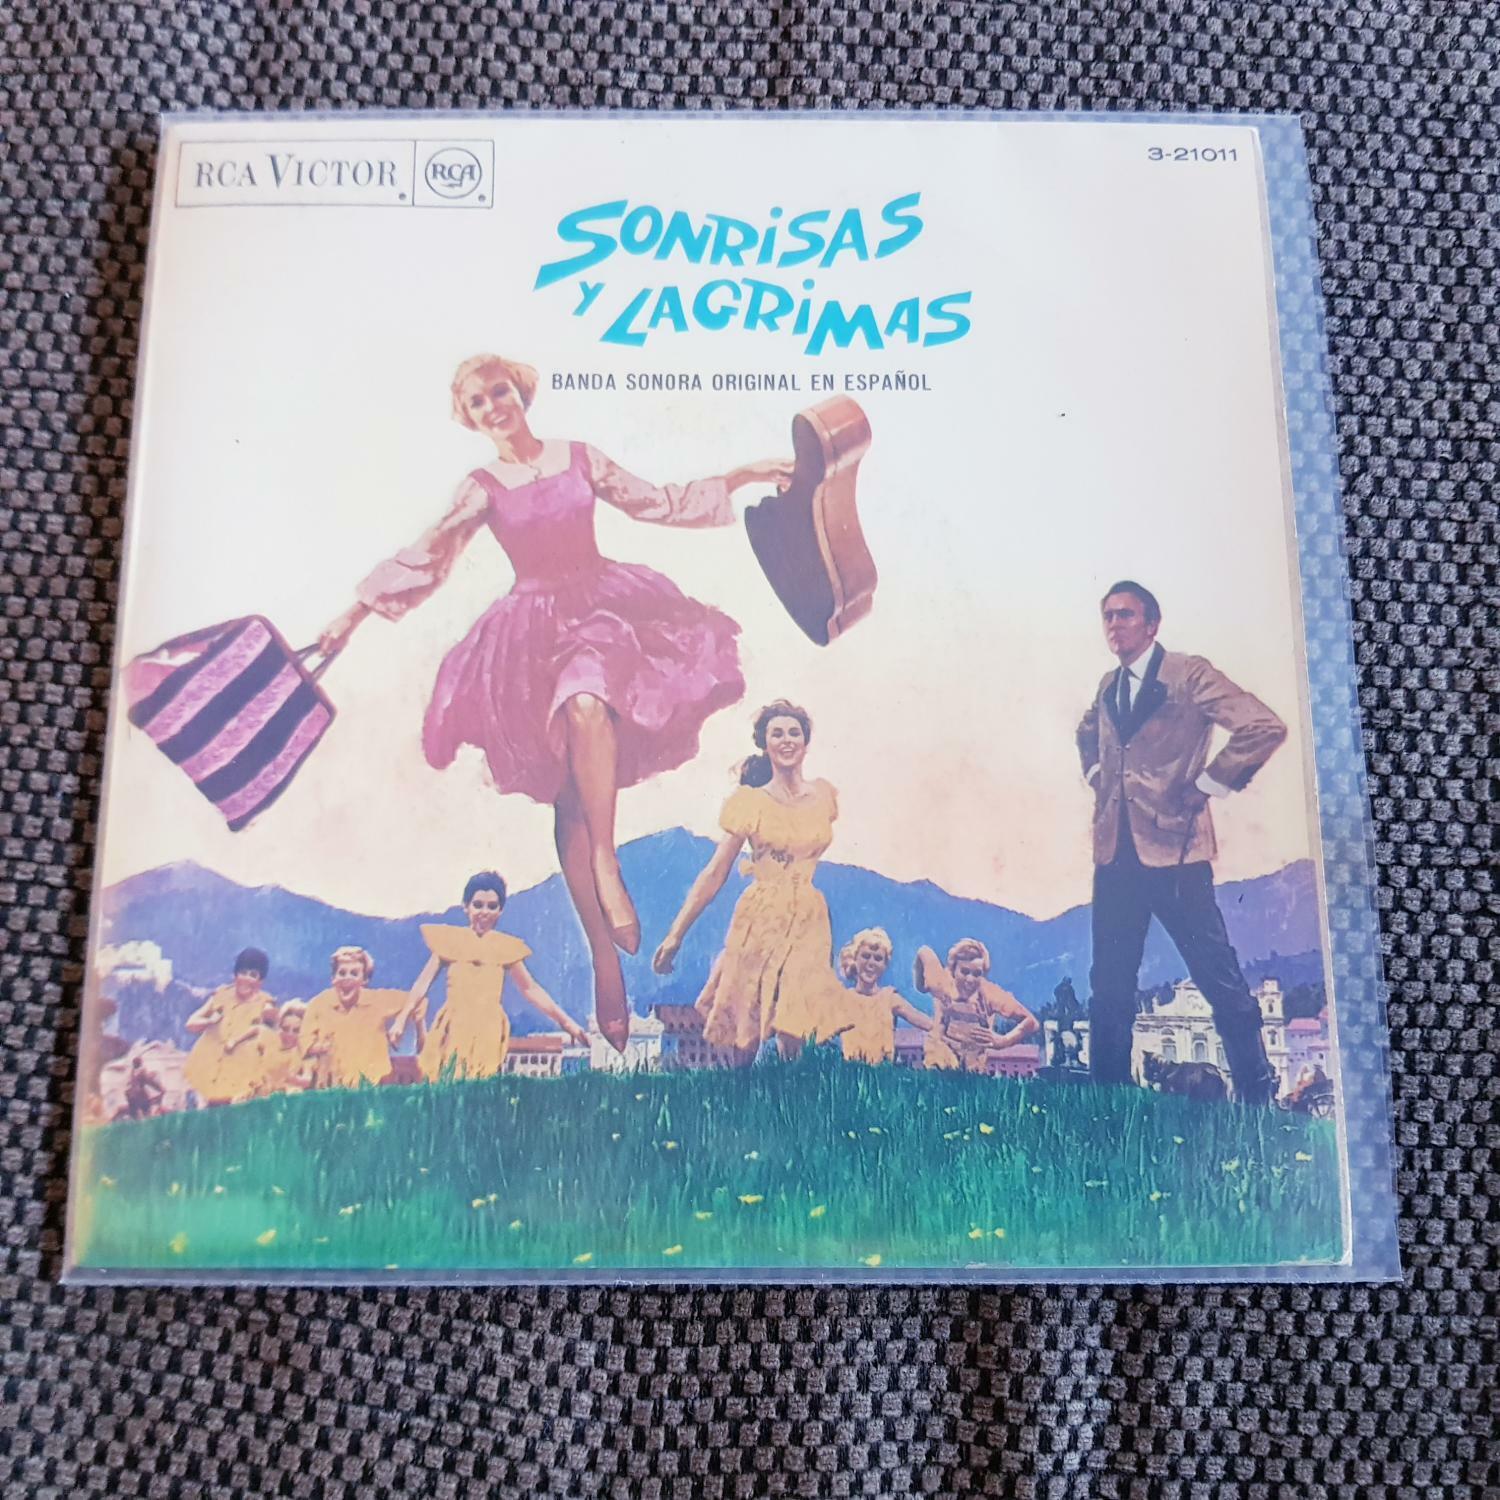 RCA VICTOR RCA
3-21011
SONRiSAS
Y LAGRiMAS
BANDA SONORA ORIGINAL EN ESPAÑOL